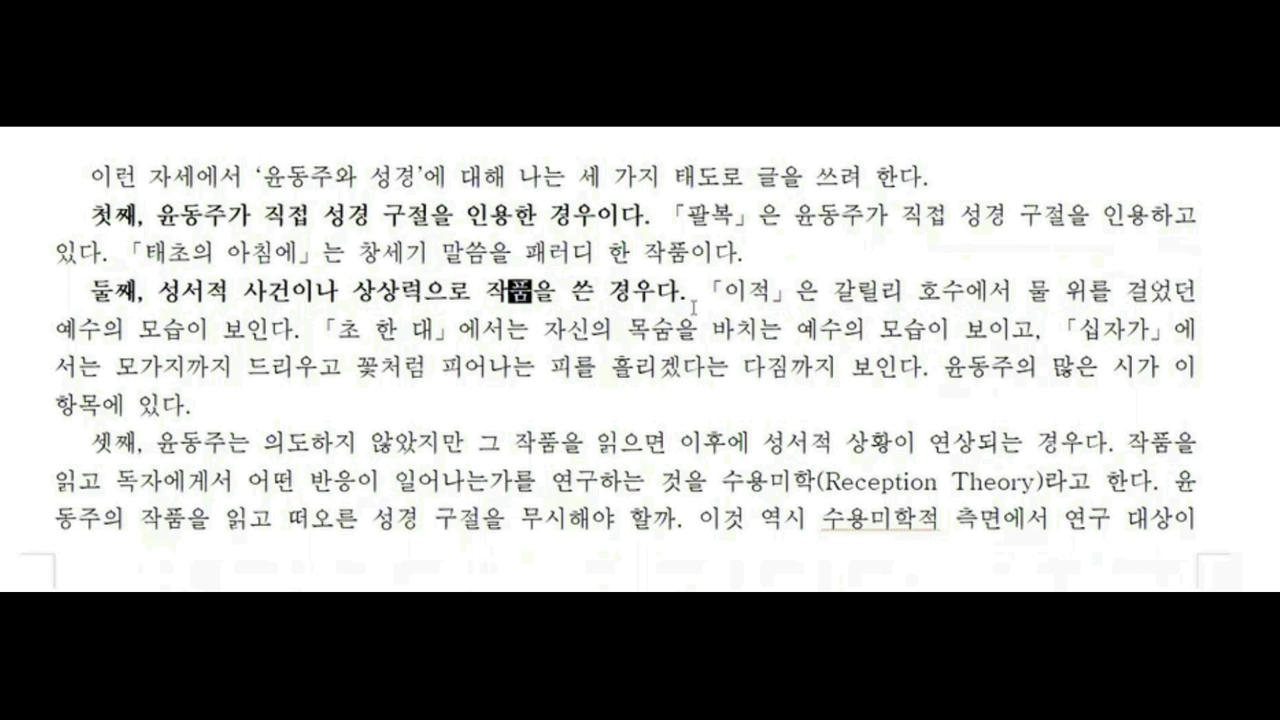 이런 자세에서 ‘윤동주와 성경’에 대해 나는 세 가지 태도로 글을 쓰려 한다.
첫째, 윤동주가 직접 성경 구절을 인용한 경우이다. 「팔복」은 윤동주가 직접 성경 구절을 인용하고
있다. 「태초의 아침에」는 창세기 말씀을 패러디 한 작품이다.
둘째, 성서적 사건이나 상상력으로 작품을 쓴 경우다. 「이적」은 갈릴리 호수에서 물 위를 걸었던
예수의 모습이 보인다. 「초 한 대」에서는 자신의 목숨을 바치는 예수의 모습이 보이고, 「십자가」에
서는 모가지까지 드리우고 꽃처럼 피어나는 피를 흘리겠다는 다짐까지 보인다. 윤동주의 많은 시가 이
항목에 있다.
셋째, 윤동주는 의도하지 않았지만 그 작품을 읽으면 이후에 성서적 상황이 연상되는 경우다. 작품을
읽고 독자에게서 어떤 반응이 일어나는가를 연구하는 것을 수용미학(Reception Theory)라고 한다. 윤
동주의 작품을 읽고 떠오른 성경 구절을 무시해야 할까. 이것 역시 수용미학적 측면에서 연구 대상이